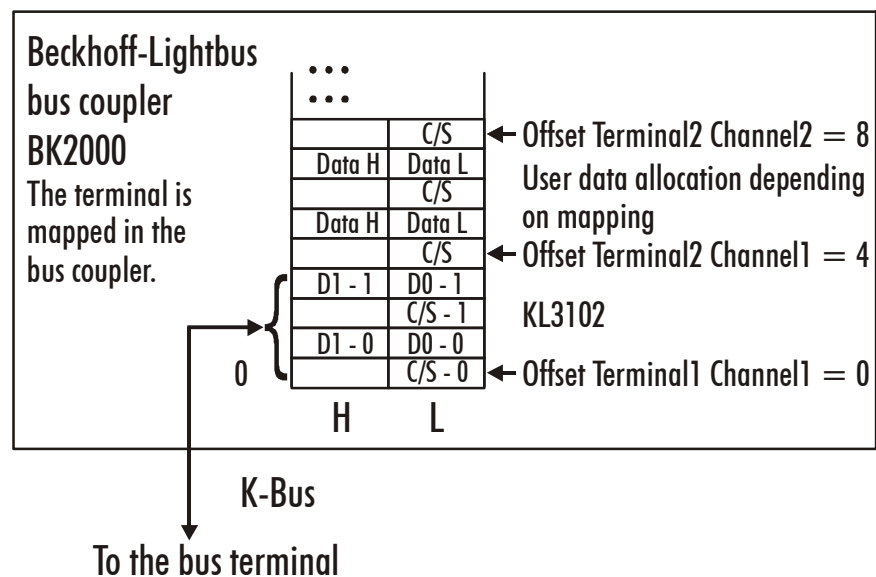 Beckhoff-Lightbus
bus coupler
BK2000
The terminal is
mapped in the
bus coupler.
•••
•••
C/S
Offset Terminal2 Channel2 = 8
Data H Data L
User data allocation depending
C/S
Data H Data L
on mapping
C/S
Offset Terminal2 Channel1 = 4
D1 - 1 D0 - 1
C/S - 1
KL3102
D1 - 0 D0 - 0
0
C/S - 0
Offset Terminal1 Channel1 = 0
H L
K-Bus
To the bus terminal